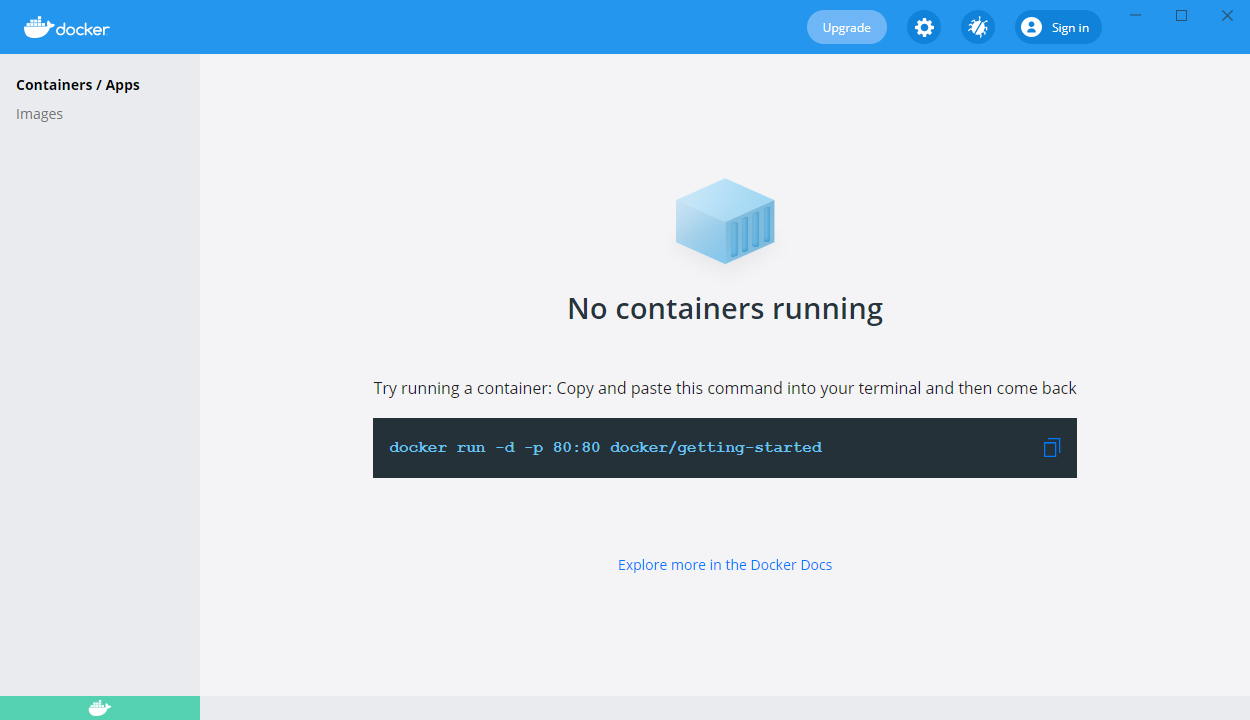 docker
Upgrade
Sign in
Containers / Apps
Images
No containers running
Try running a container: Copy and paste this command into your terminal and then come back
docker run -d -p 80:80 docker/getting-started
Explore more in the Docker Docs